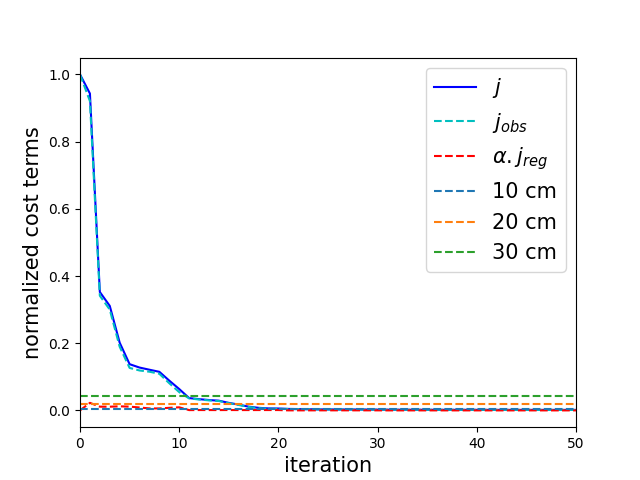 j
j_obs
α.j_reg
10 cm
20 cm
30 cm
normalized cost terms
1.0
0.8
0.6
0.4
0.2
0.0
0 10 20 30 40 50
iteration